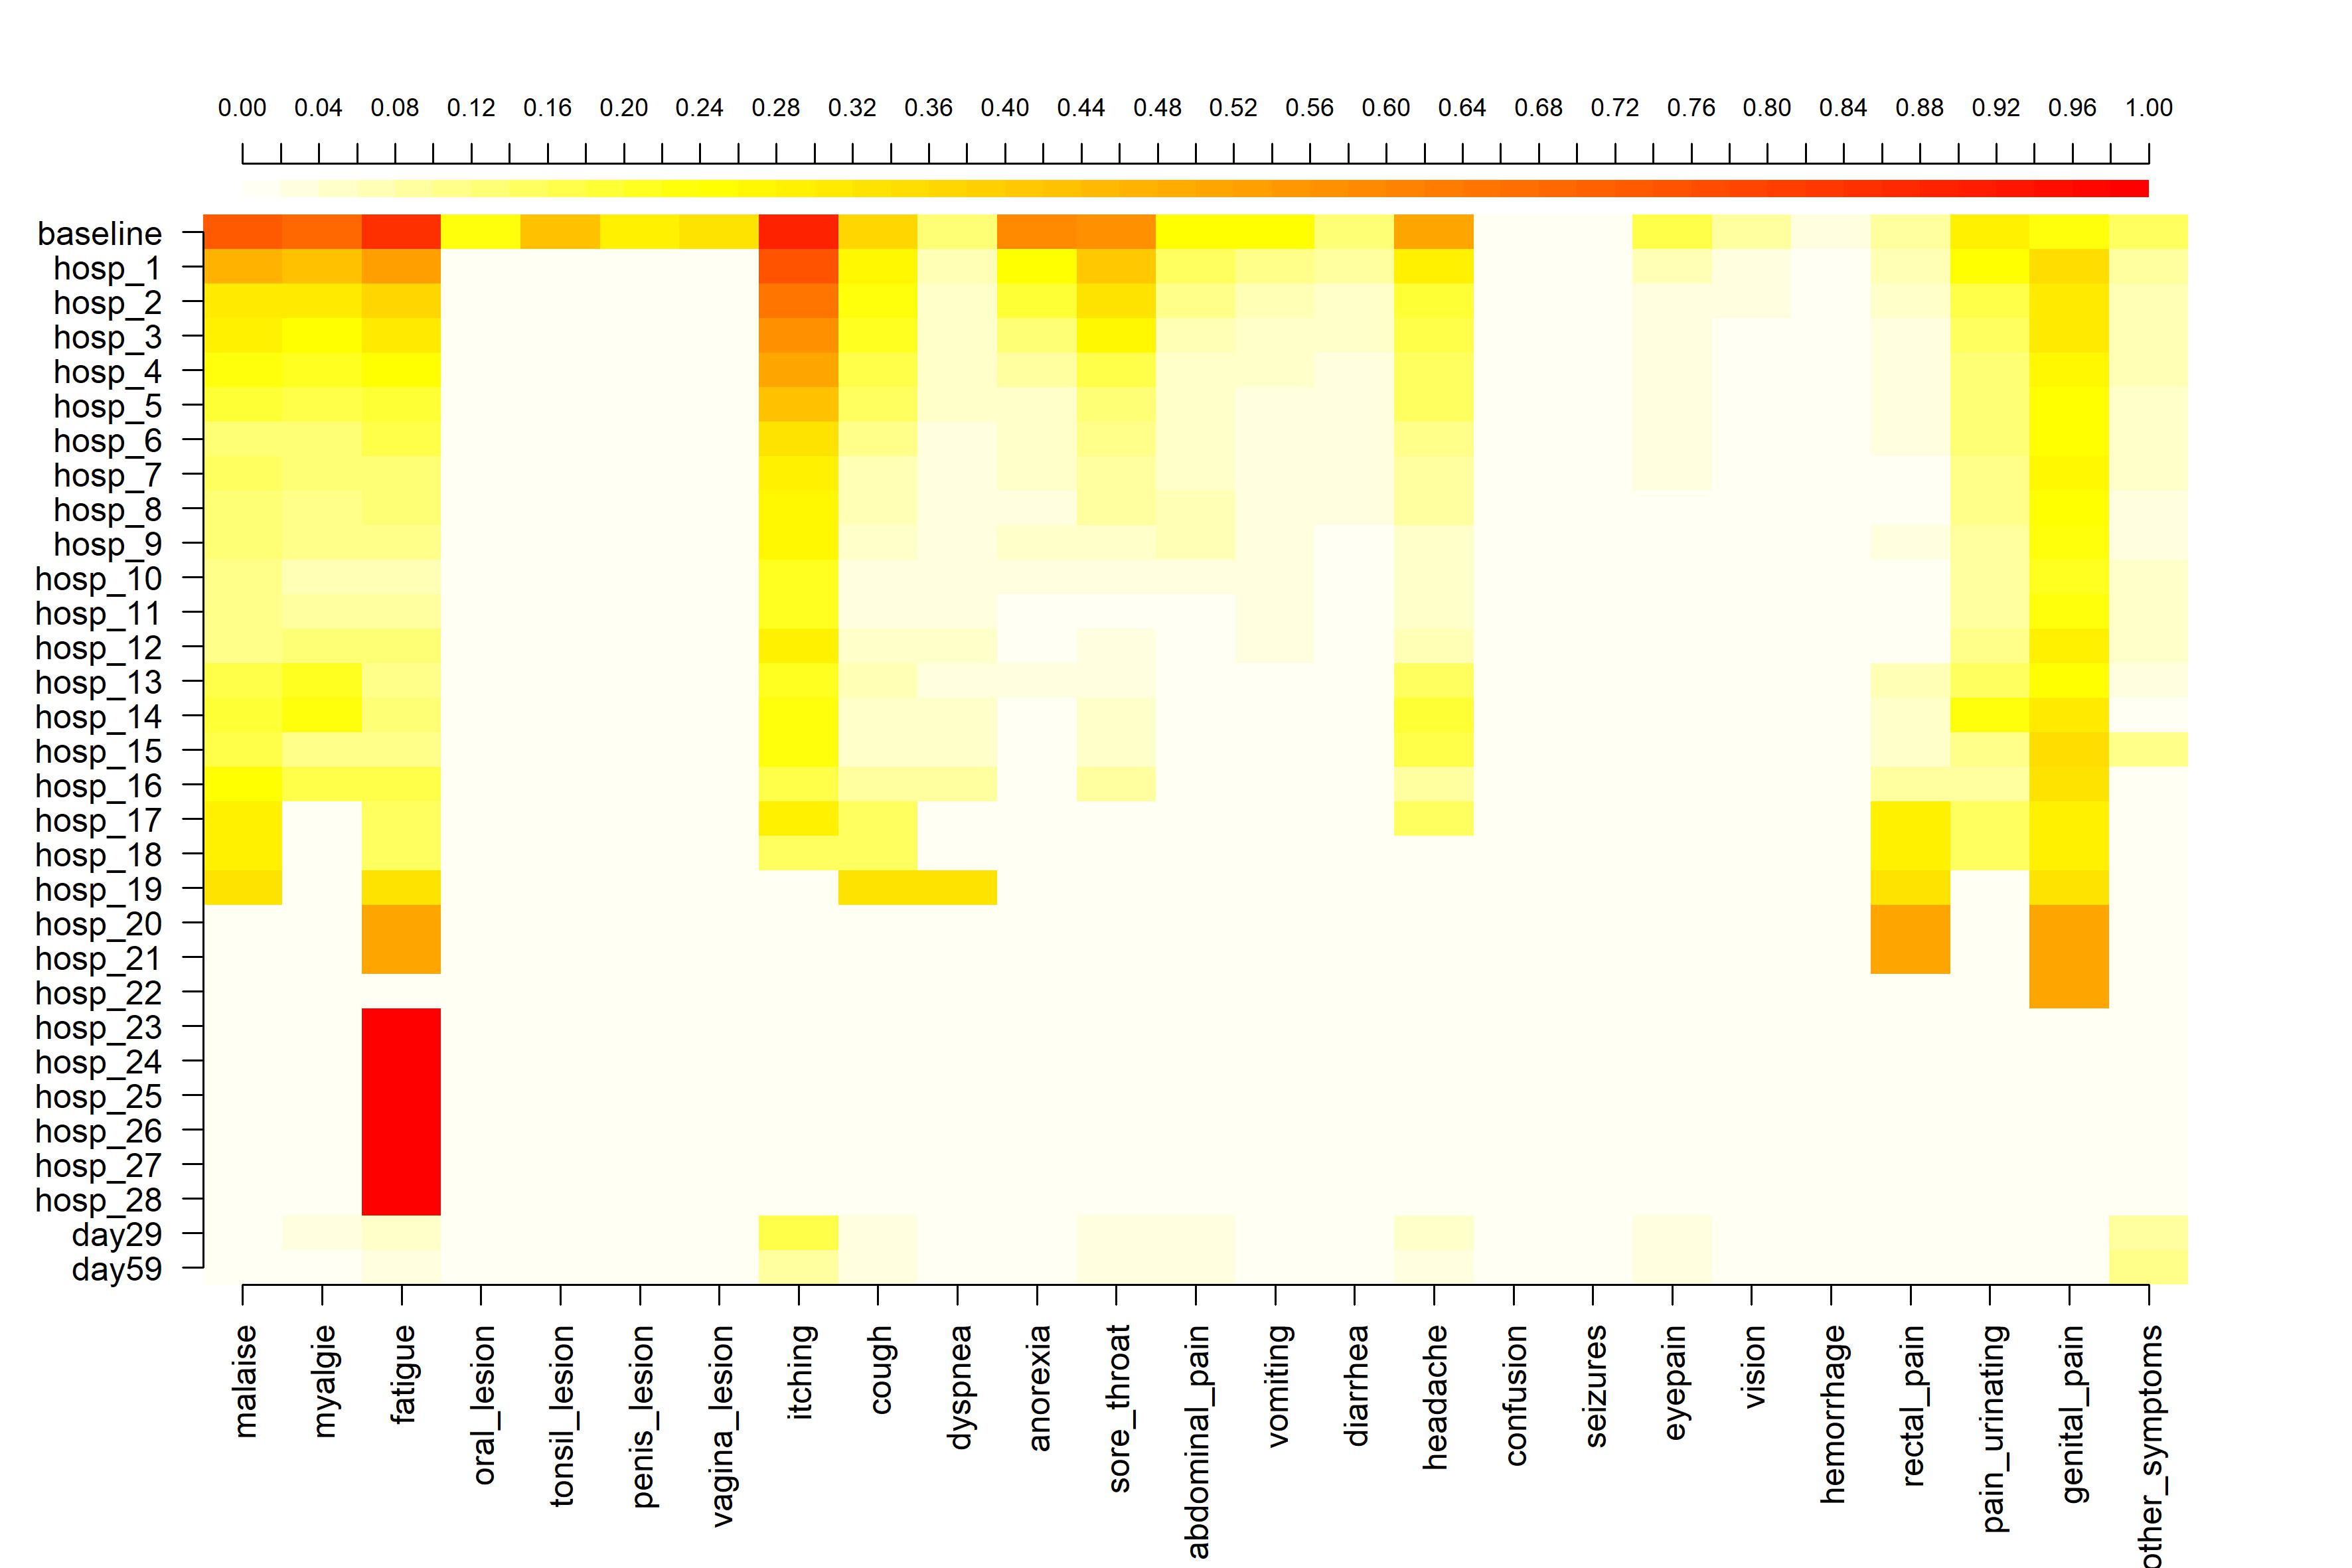 0.00 0.04 0.08 0.12 0.16 0.20 0.24 0.28 0.32 0.36 0.40 0.44 0.48 0.52 0.56 0.60 0.64 0.68 0.72 0.76 0.80 0.84 0.88 0.92 0.96 1.00
baseline
hosp_1
hosp_2
hosp_3
hosp_4
hosp_5
hosp_6
hosp_7
hosp_8
hosp_9
hosp_10
hosp_11
hosp_12
hosp_13
hosp_14
hosp_15
hosp_16
hosp_17
hosp_18
hosp_19
hosp_20
hosp_21
hosp_22
hosp_23
hosp_24
hosp_25
hosp_26
hosp_27
hosp_28
day29
day59
malaise
myalgie
fatigue
oral_lesion
tonsil_lesion
penis_lesion
vagina_lesion
itching
cough
dyspnea
anorexia
sore_throat
abdominal_pain
vomiting
diarrhea
headache
confusion
seizures
eyepain
vision
hemorrhage
rectal_pain
pain_urinating
genital_pain
other_symptoms